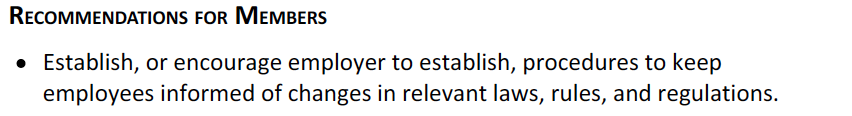 RECOMMENDATIONS FOR MEMBERS
• Establish, or encourage employer to establish, procedures to keep
employees informed of changes in relevant laws, rules, and regulations.